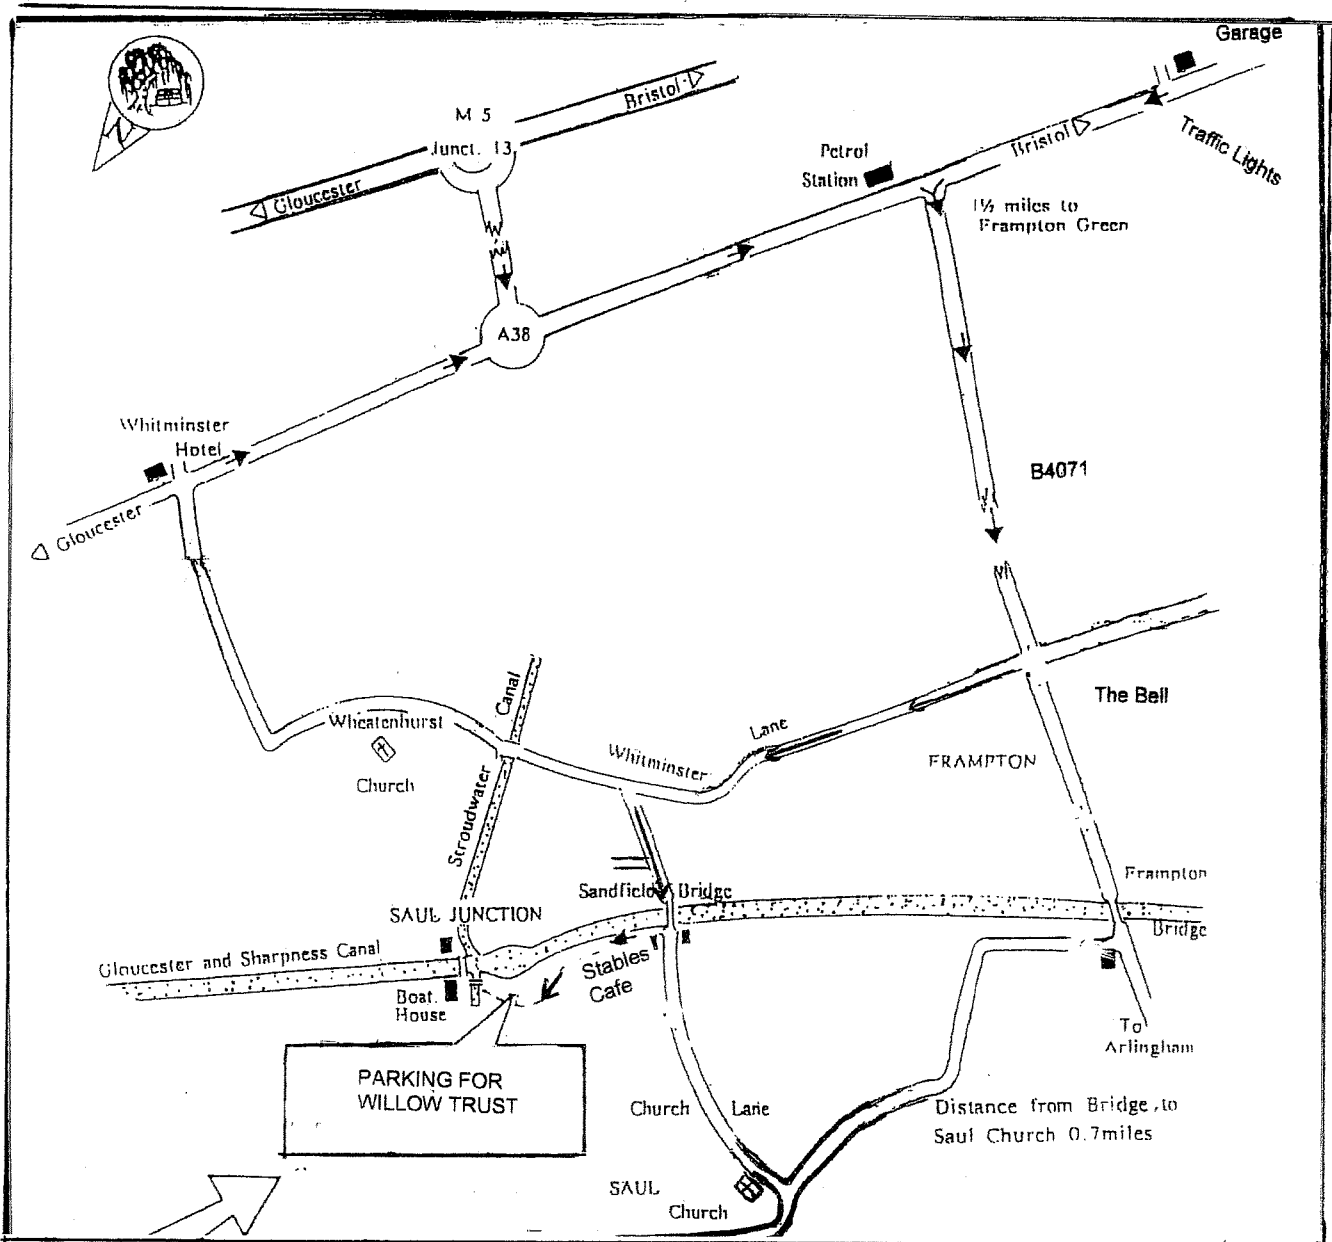 Garage
M 5
Bristol
Junct. 13
Petrol
Station
Bristol
Traffic Lights
Gloucester
1½ miles to
Frampton Green
A38
Whitminster
Hotel
B4071
Gloucester
Canal
The Bell
Wheatenhurst
Lane
Whitminster
FRAMPTON
Church
Stroudwater
Frampton
Sandfield Bridge
SAUL JUNCTION
Bridge
Gloucester and Sharpness Canal
Stables
Cafe
Boat
House
To
Arlingham
PARKING FOR
WILLOW TRUST
Church Lane
Distance from Bridge, to
Saul Church 0.7miles
SAUL
Church